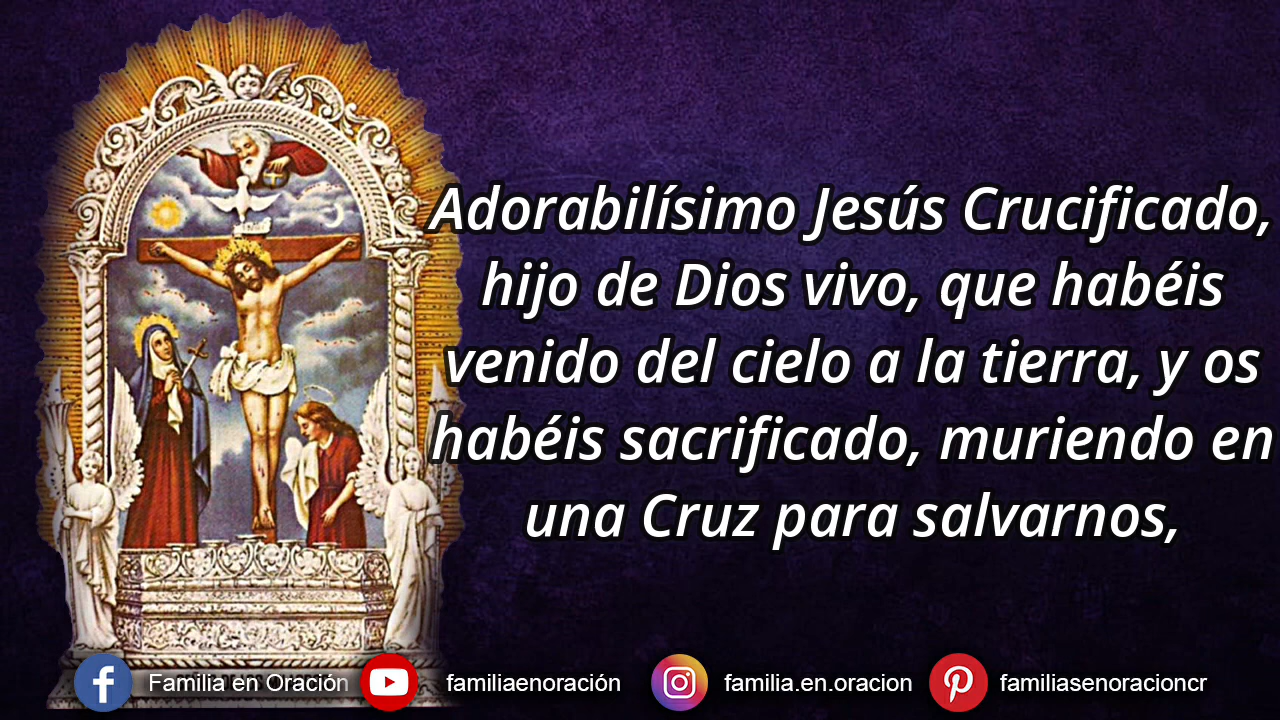 Adorabilísimo Jesús Crucificado,
hijo de Dios vivo, que habéis
venido del cielo a la tierra, y os
habéis sacrificado, muriendo en
una Cruz para salvarnos,
Familia en Oración
familiaenoración
familia.en.oracion
familiasenoracioncr